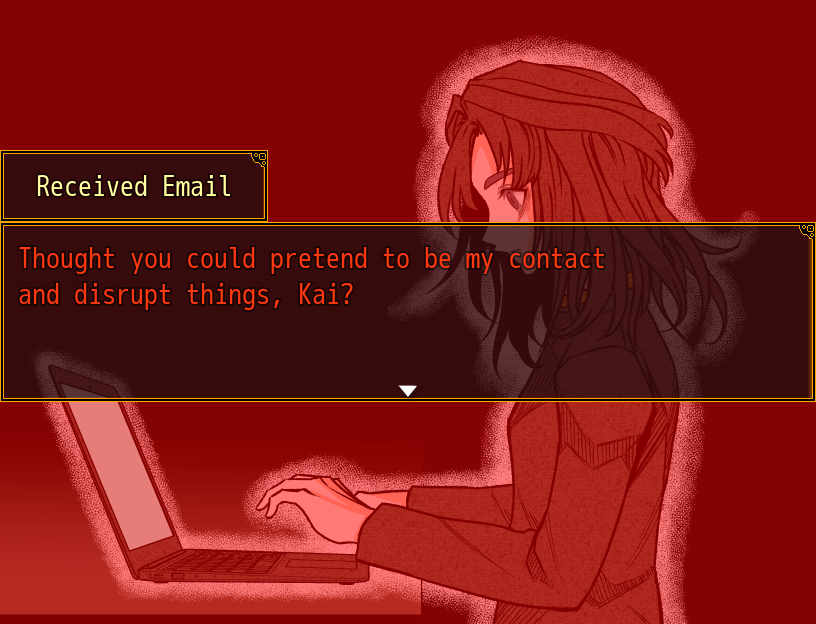 Received Email
Thought you could pretend to be my contact
and disrupt things, Kai?